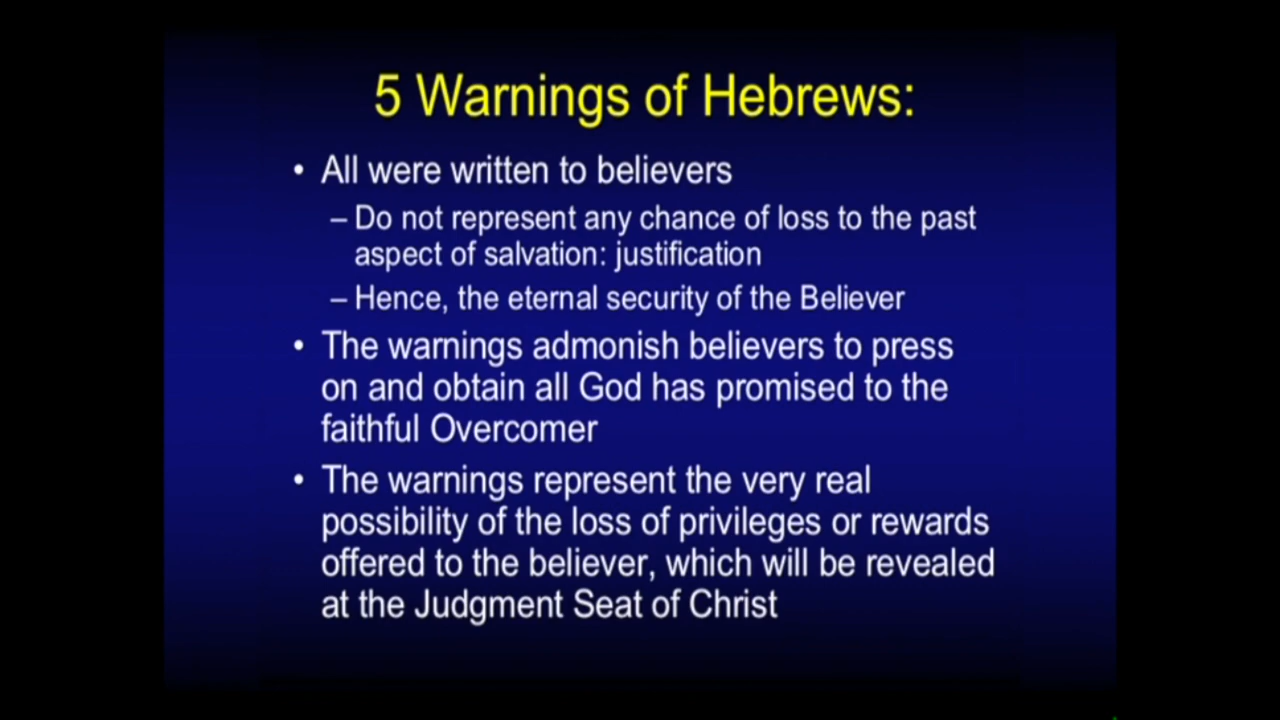 5 Warnings of Hebrews:
• All were written to believers
– Do not represent any chance of loss to the past
aspect of salvation: justification
– Hence, the eternal security of the Believer
• The warnings admonish believers to press
on and obtain all God has promised to the
faithful Overcomer
• The warnings represent the very real
possibility of the loss of privileges or rewards
offered to the believer, which will be revealed
at the Judgment Seat of Christ